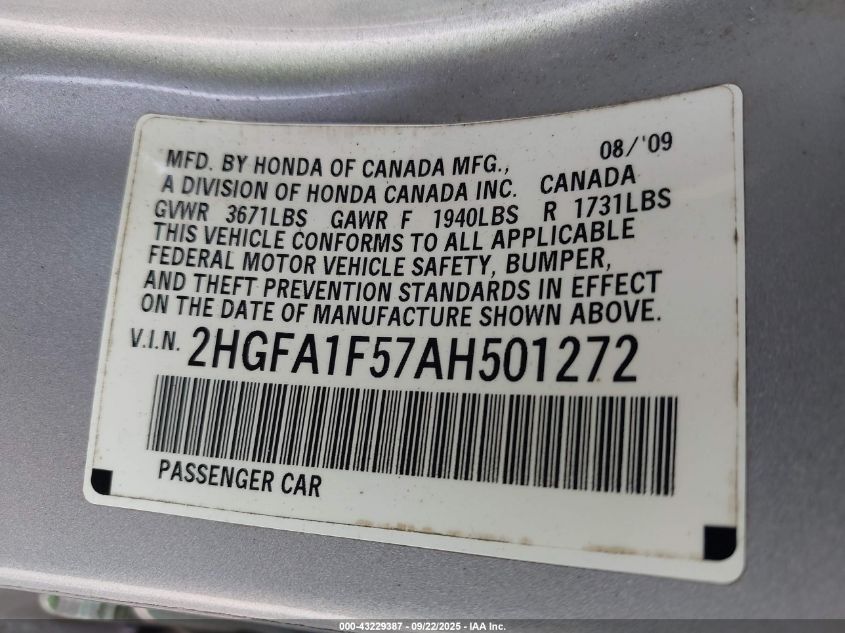 08/'09
MFD. BY HONDA OF CANADA MFG.,
A DIVISION OF HONDA CANADA INC. CANADA
GVWR 3671LBS GAWR F 1940LBS R 1731LBS
THIS VEHICLE CONFORMS TO ALL APPLICABLE
FEDERAL MOTOR VEHICLE SAFETY, BUMPER,
AND THEFT PREVENTION STANDARDS IN EFFECT
ON THE DATE OF MANUFACTURE SHOWN ABOVE.
V.I.N. 2HGFA1F57AH501272
PASSENGER CAR
000-43229387 - 09/22/2025 - IAA Inc.